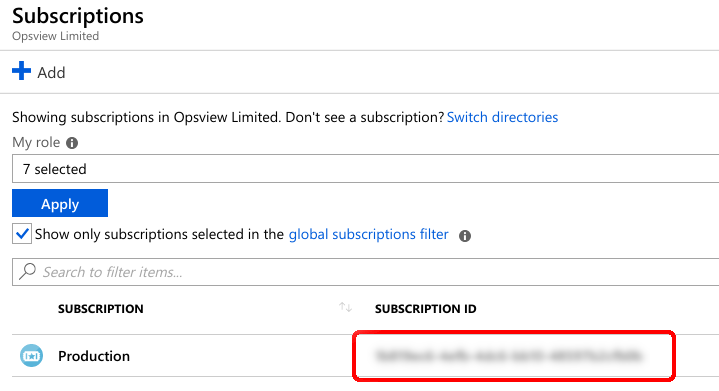 Subscriptions
Opsview Limited
Add
Showing subscriptions in Opsview Limited. Don't see a subscription? Switch directories
My role
7 selected
Apply
Show only subscriptions selected in the global subscriptions filter
Search to filter items...
SUBSCRIPTION SUBSCRIPTION ID
Production